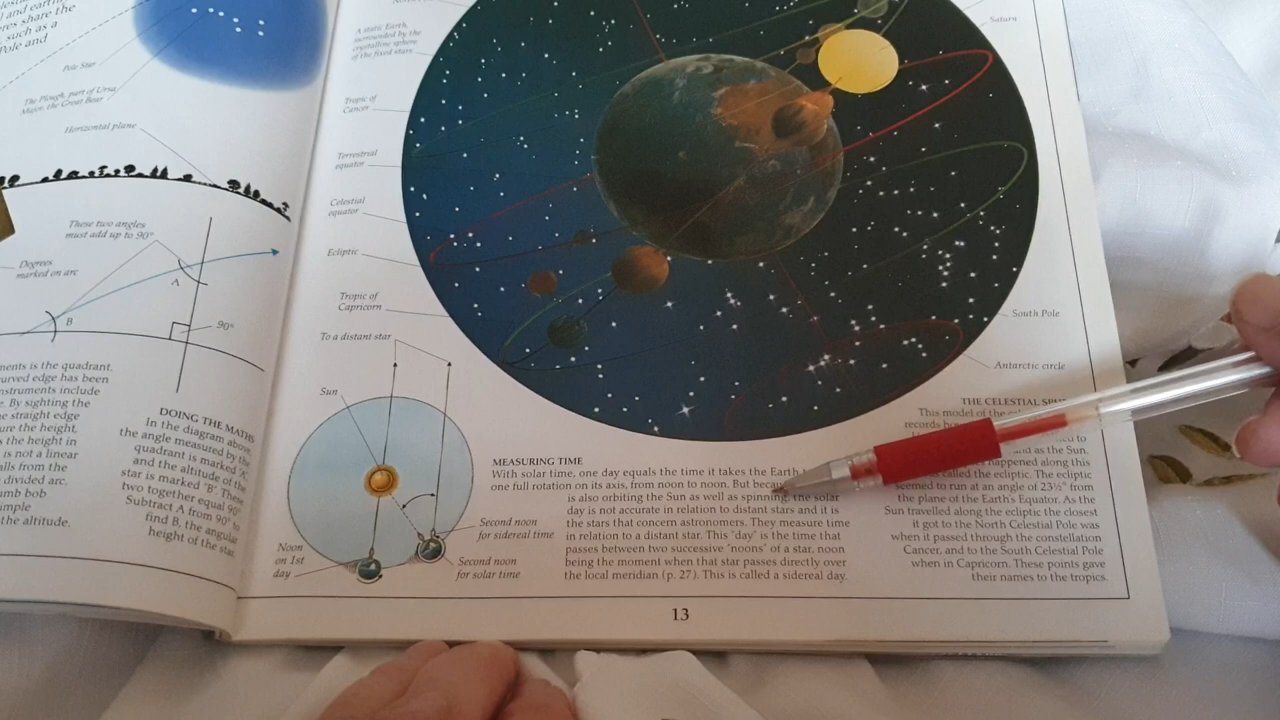 ) and earth,
res share the
such as a
Pole and
Pole Star
The Plough, part of Ursa
Major, the Great Bear
Horizontal plane
These two angles
must add up to 90°
Degrees
marked on arc
A
B
90°
ments is the quadrant.
urved edge has been
nstruments include
. By sighting the
e straight edge
ure the height,
s the height in
is not a linear
alls from the
divided arc.
umb bob
imple
the altitude.
DOING THE MATHS
In the diagram above,
the angle measured by the
quadrant is marked "A",
and the altitude of the
star is marked "B". These
two together equal 90°.
Subtract A from 90° to
find B, the angular
height of the star.
A static Earth,
surrounded by the
crystalline sphere
of the fixed stars
Tropic of
Cancer
Terrestrial
equator
Celestial
equator
Ecliptic
Tropic of
Capricorn
To a distant star
Sun
Noon
on 1st
day
Second noon
for sidereal time
Second noon
for solar time
Saturn
South Pole
Antarctic circle
MEASURING TIME
With solar time, one day equals the time it takes the Earth
one full rotation on its axis, from noon to noon. But
is also orbiting the Sun as well as spinning, the solar
day is not accurate in relation to distant stars and it is
the stars that concern astronomers. They measure time
in relation to a distant star. This "day" is the time that
passes between two successive "noons" of a star, noon
being the moment when that star passes directly over
the local meridian (p. 27). This is called a sidereal day.
THE CELESTIAL
This model of the
records
to
and as the Sun.
happened along this
called the ecliptic. The ecliptic
seemed to run at an angle of 23½° from
the plane of the Earth's Equator. As the
Sun travelled along the ecliptic the closest
it got to the North Celestial Pole was
when it passed through the constellation
Cancer, and to the South Celestial Pole
when in Capricorn. These points gave
their names to the tropics.
13